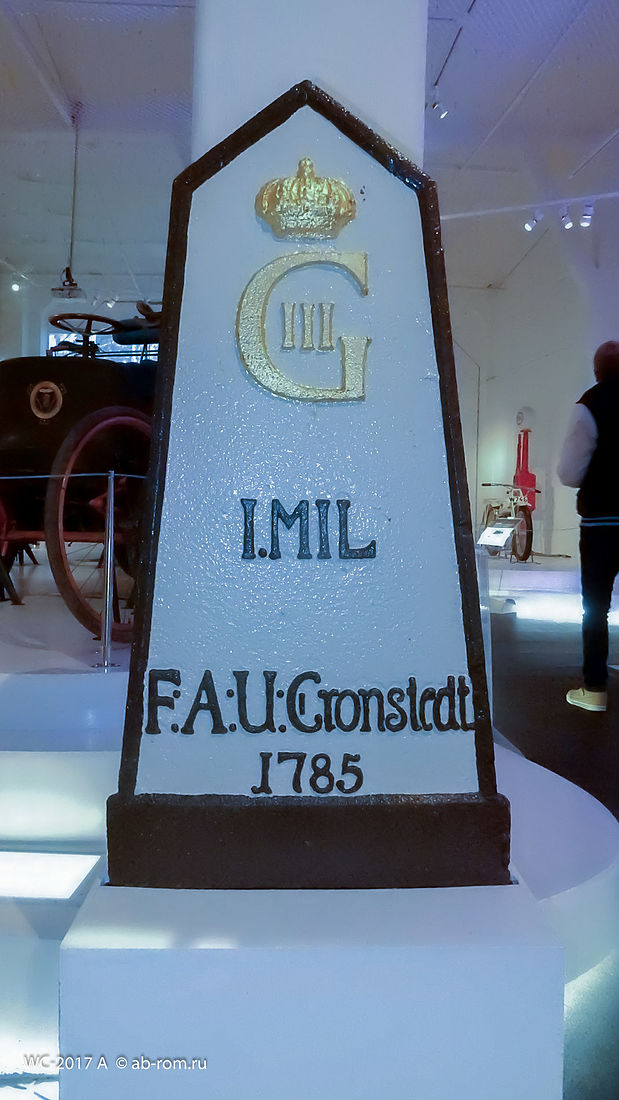 G
III
I.MIL
F:A:U:Cronstedt
1785
WC-2017 A © ab-rom.ru